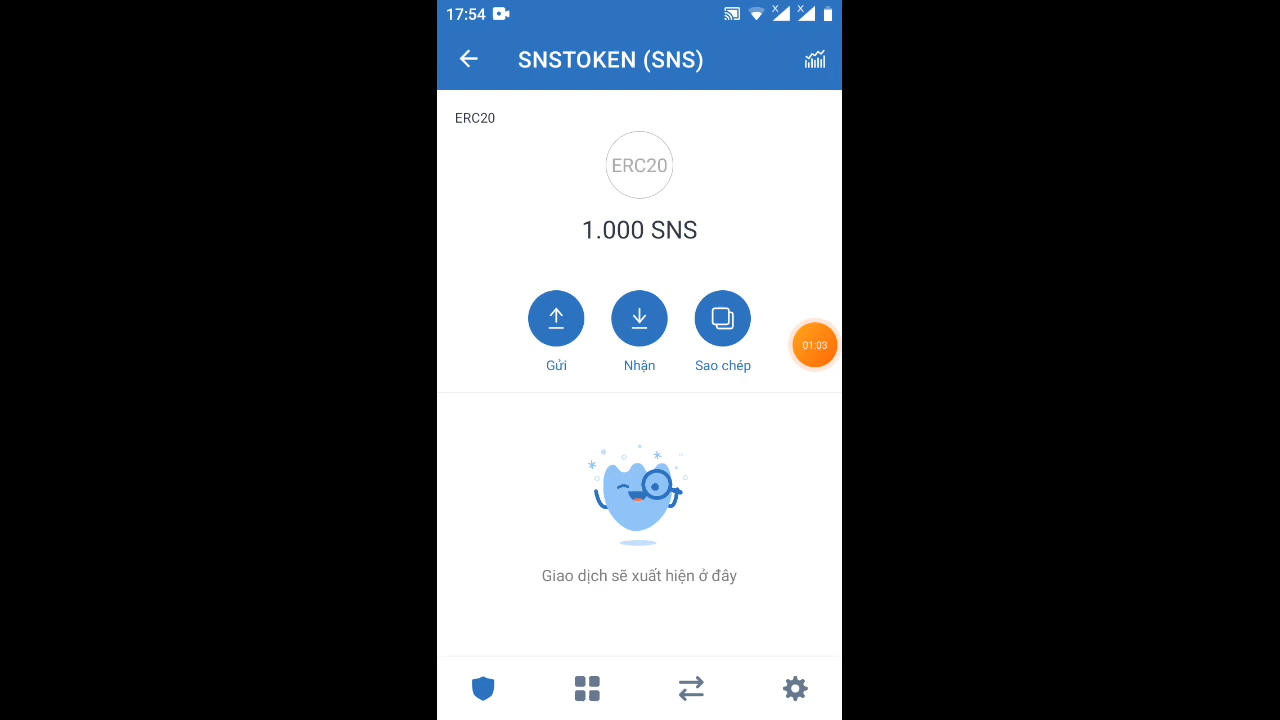 17:54
SNSTOKEN (SNS)
ERC20
ERC20
1.000 SNS
Gửi
Nhận
Sao chép
01:03
Giao dịch sẽ xuất hiện ở đây